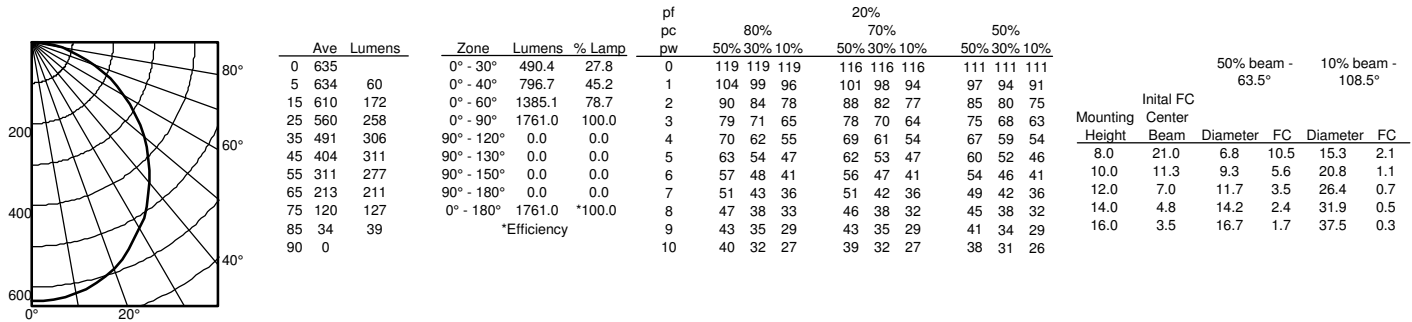 200
400
600
0° 20°
80°
60°
40°
Ave Lumens
0 635
5 634 60
15 610 172
25 560 258
35 491 306
45 404 311
55 311 277
65 213 211
75 120 127
85 34 39
90 0
Zone Lumens % Lamp
0° - 30° 490.4 27.8
0° - 40° 796.7 45.2
0° - 60° 1385.1 78.7
0° - 90° 1761.0 100.0
90° - 120° 0.0 0.0
90° - 130° 0.0 0.0
90° - 150° 0.0 0.0
90° - 180° 0.0 0.0
0° - 180° 1761.0 *100.0
*Efficiency
pf 20%
pc 80% 70% 50%
pw 50% 30% 10% 50% 30% 10% 50% 30% 10%
0 119 119 119 116 116 116 111 111 111
1 104 99 96 101 98 94 97 94 91
2 90 84 78 88 82 77 85 80 75
3 79 71 65 78 70 64 75 68 63
4 70 62 55 69 61 54 67 59 54
5 63 54 47 62 53 47 60 52 46
6 57 48 41 56 47 41 54 46 41
7 51 43 36 51 42 36 49 42 36
8 47 38 33 46 38 32 45 38 32
9 43 35 29 43 35 29 41 34 29
10 40 32 27 39 32 27 38 31 26
50% beam - 10% beam -
63.5° 108.5°
Inital FC
Mounting Center
Height Beam Diameter FC Diameter FC
8.0 21.0 6.8 10.5 15.3 2.1
10.0 11.3 9.3 5.6 20.8 1.1
12.0 7.0 11.7 3.5 26.4 0.7
14.0 4.8 14.2 2.4 31.9 0.5
16.0 3.5 16.7 1.7 37.5 0.3